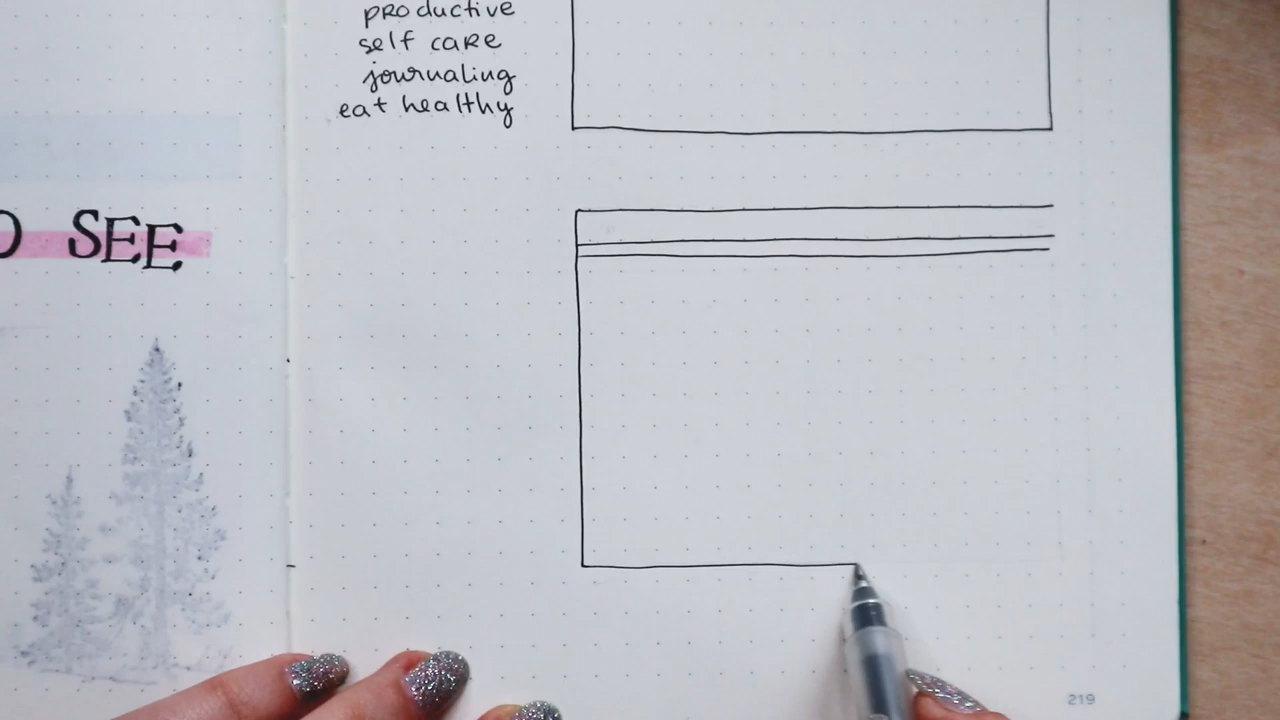 SEE
productive
self care
journaling
eat healthy
219